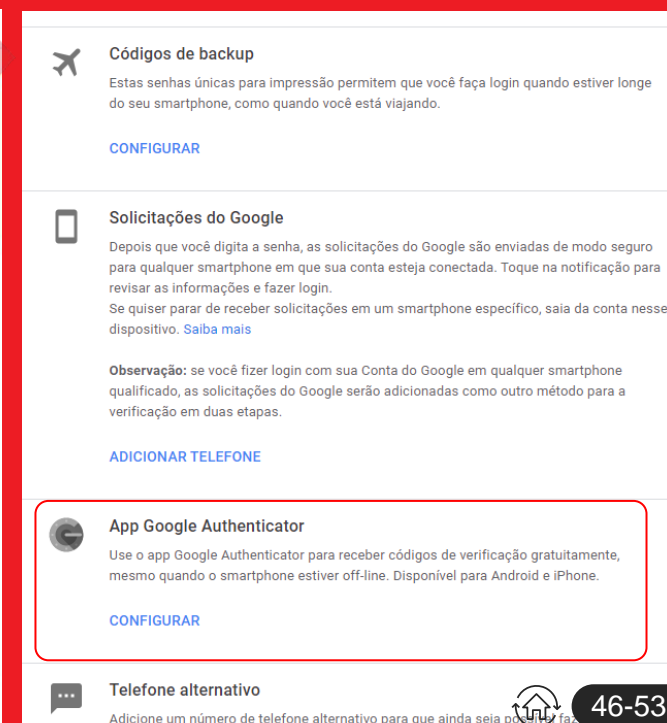 Códigos de backup
Estas senhas únicas para impressão permitem que você faça login quando estiver longe
do seu smartphone, como quando você está viajando.
CONFIGURAR
Solicitações do Google
Depois que você digita a senha, as solicitações do Google são enviadas de modo seguro
para qualquer smartphone em que sua conta esteja conectada. Toque na notificação para
revisar as informações e fazer login.
Se quiser parar de receber solicitações em um smartphone específico, saia da conta nesse
dispositivo. Saiba mais
Observação: se você fizer login com sua Conta do Google em qualquer smartphone
qualificado, as solicitações do Google serão adicionadas como outro método para a
verificação em duas etapas.
ADICIONAR TELEFONE
App Google Authenticator
Use o app Google Authenticator para receber códigos de verificação gratuitamente,
mesmo quando o smartphone estiver off-line. Disponível para Android e iPhone.
CONFIGURAR
Telefone alternativo
Adicione um número de telefone alternativo para que ainda seja
46-53